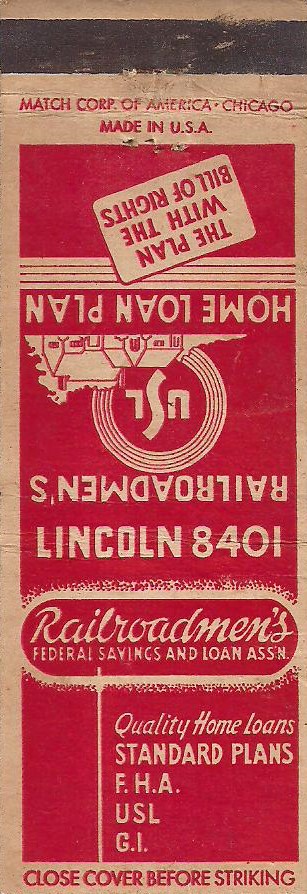 MATCH CORP. OF AMERICA · CHICAGO
MADE IN U.S.A.
THE PLAN
WITH THE
BILL OF RIGHTS
HOME LOAN PLAN
USL
RAILROADMEN'S
LINCOLN 8401
Railroadmen's
FEDERAL SAVINGS AND LOAN ASS'N.
Quality Home Loans
STANDARD PLANS
F.H.A.
USL
G.I.
CLOSE COVER BEFORE STRIKING